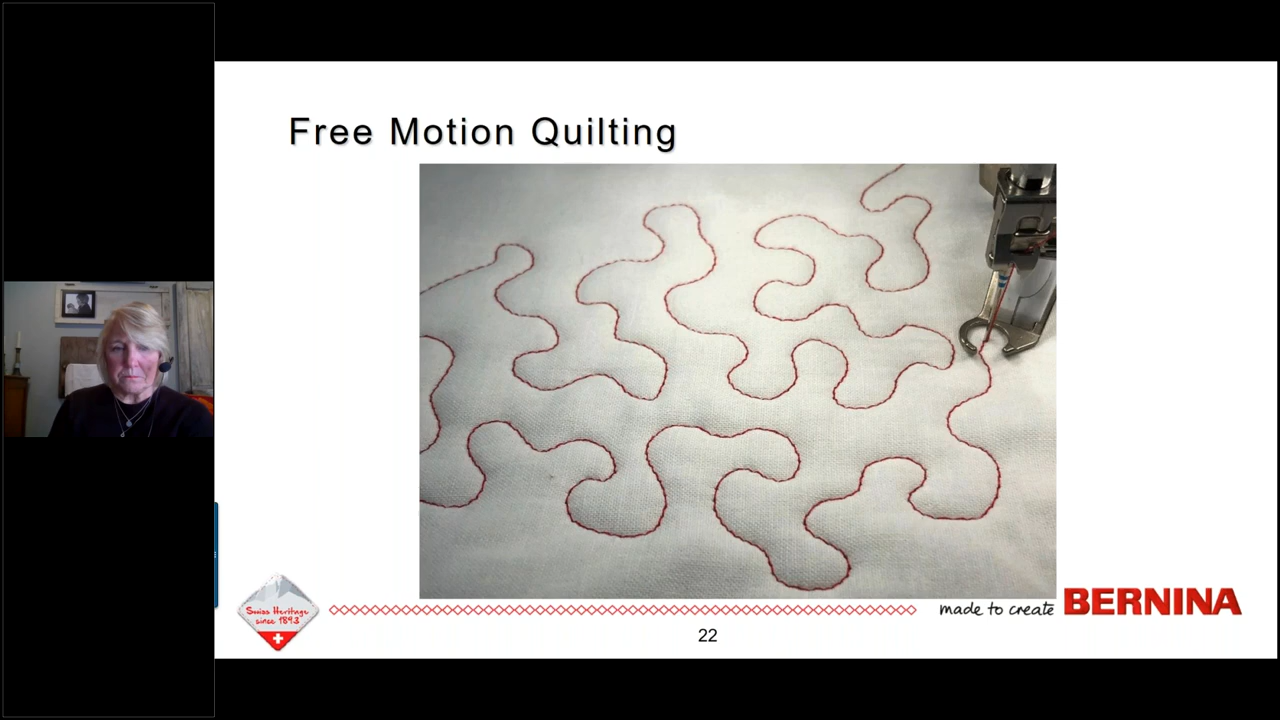 Free Motion Quilting
Swiss Heritage
since 1893
made to create BERNINA
22